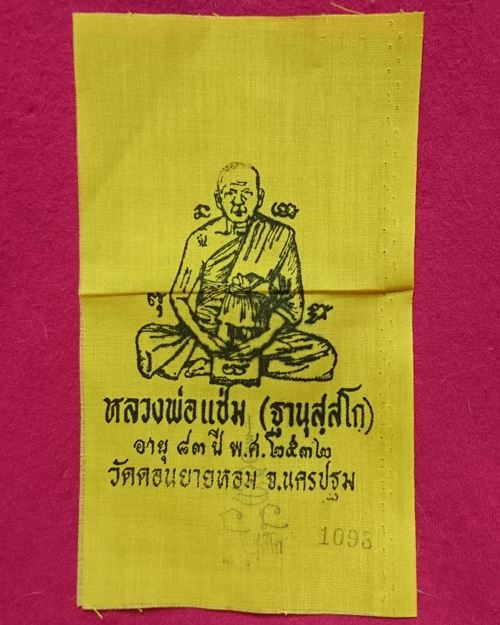 หลวงพ่อแช่ม (ฐานุสฺสโก)
อายุ ๘๓ ปี พ.ศ.๒๕๓๒
วัดดอนยายหอม จ.นครปฐม
1093